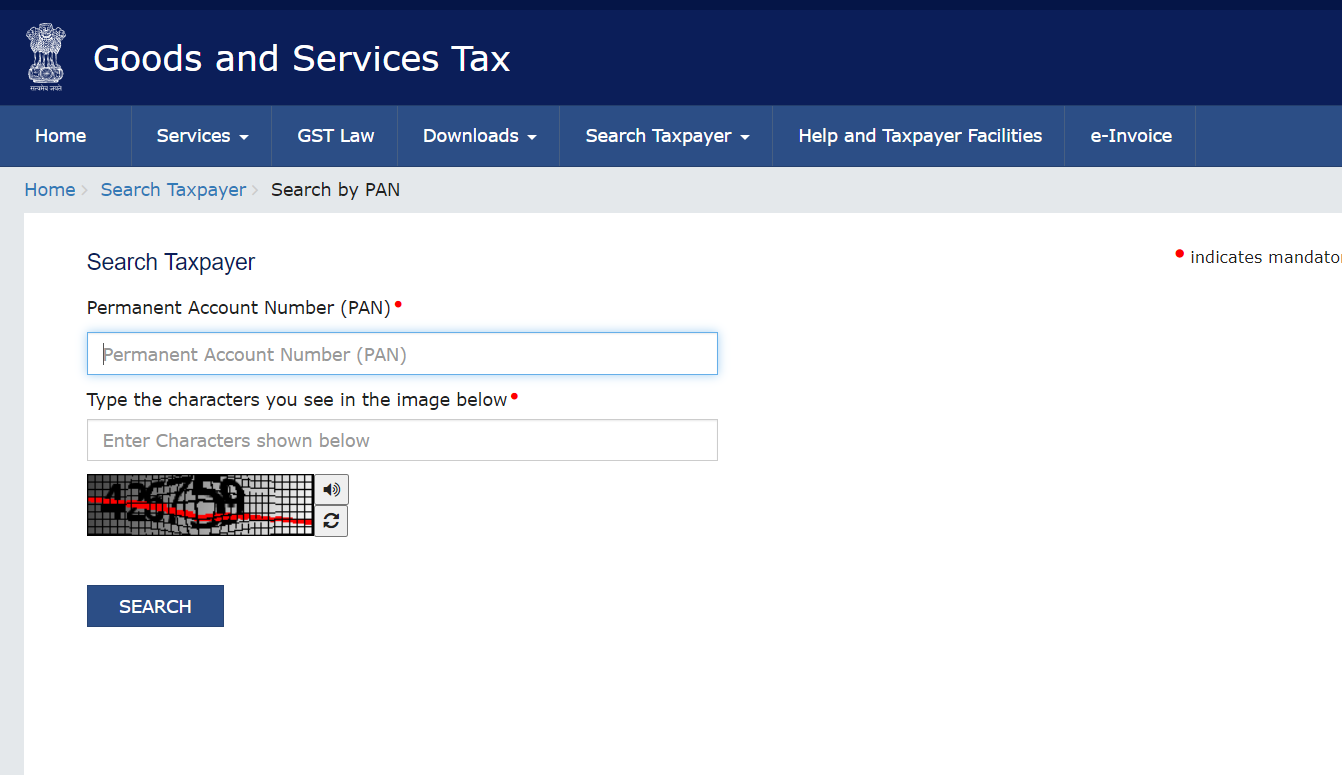 Goods and Services Tax
सत्यमेव जयते
Home Services GST Law Downloads Search Taxpayer Help and Taxpayer Facilities e-Invoice
Home > Search Taxpayer > Search by PAN
Search Taxpayer
• indicates mandator
Permanent Account Number (PAN)•
Permanent Account Number (PAN)
Type the characters you see in the image below•
Enter Characters shown below
SEARCH